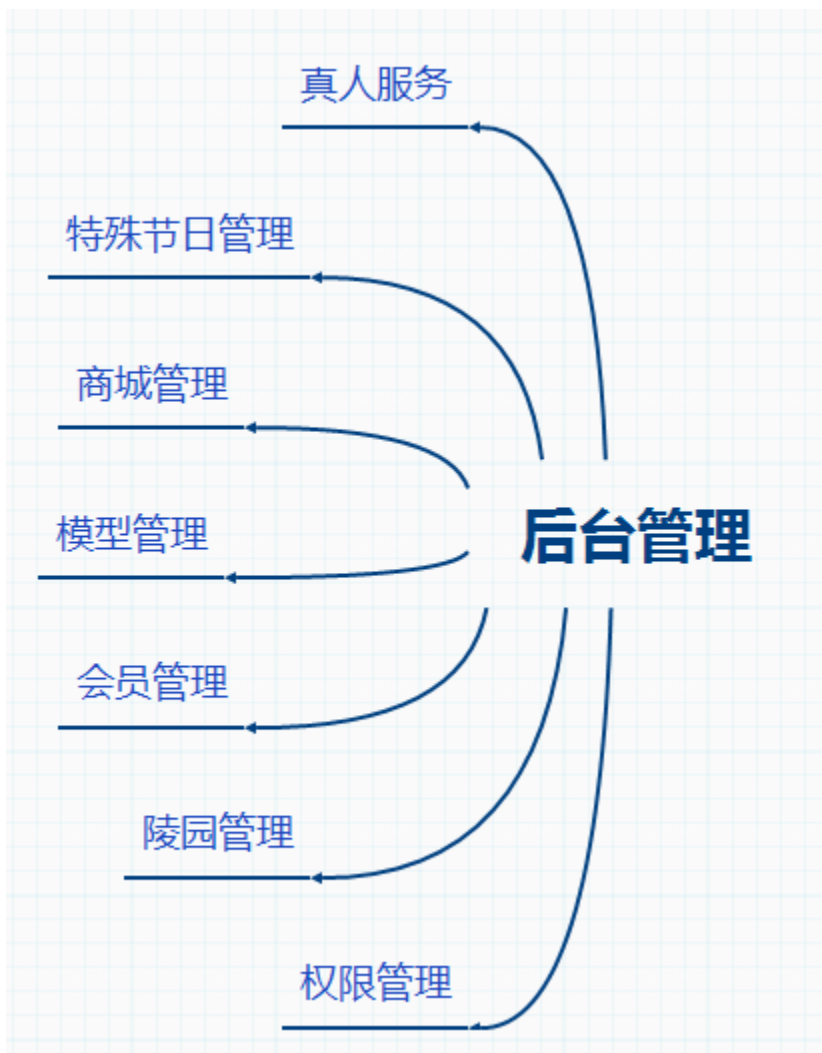 真人服务
特殊节日管理
商城管理
模型管理
后台管理
会员管理
陵园管理
权限管理